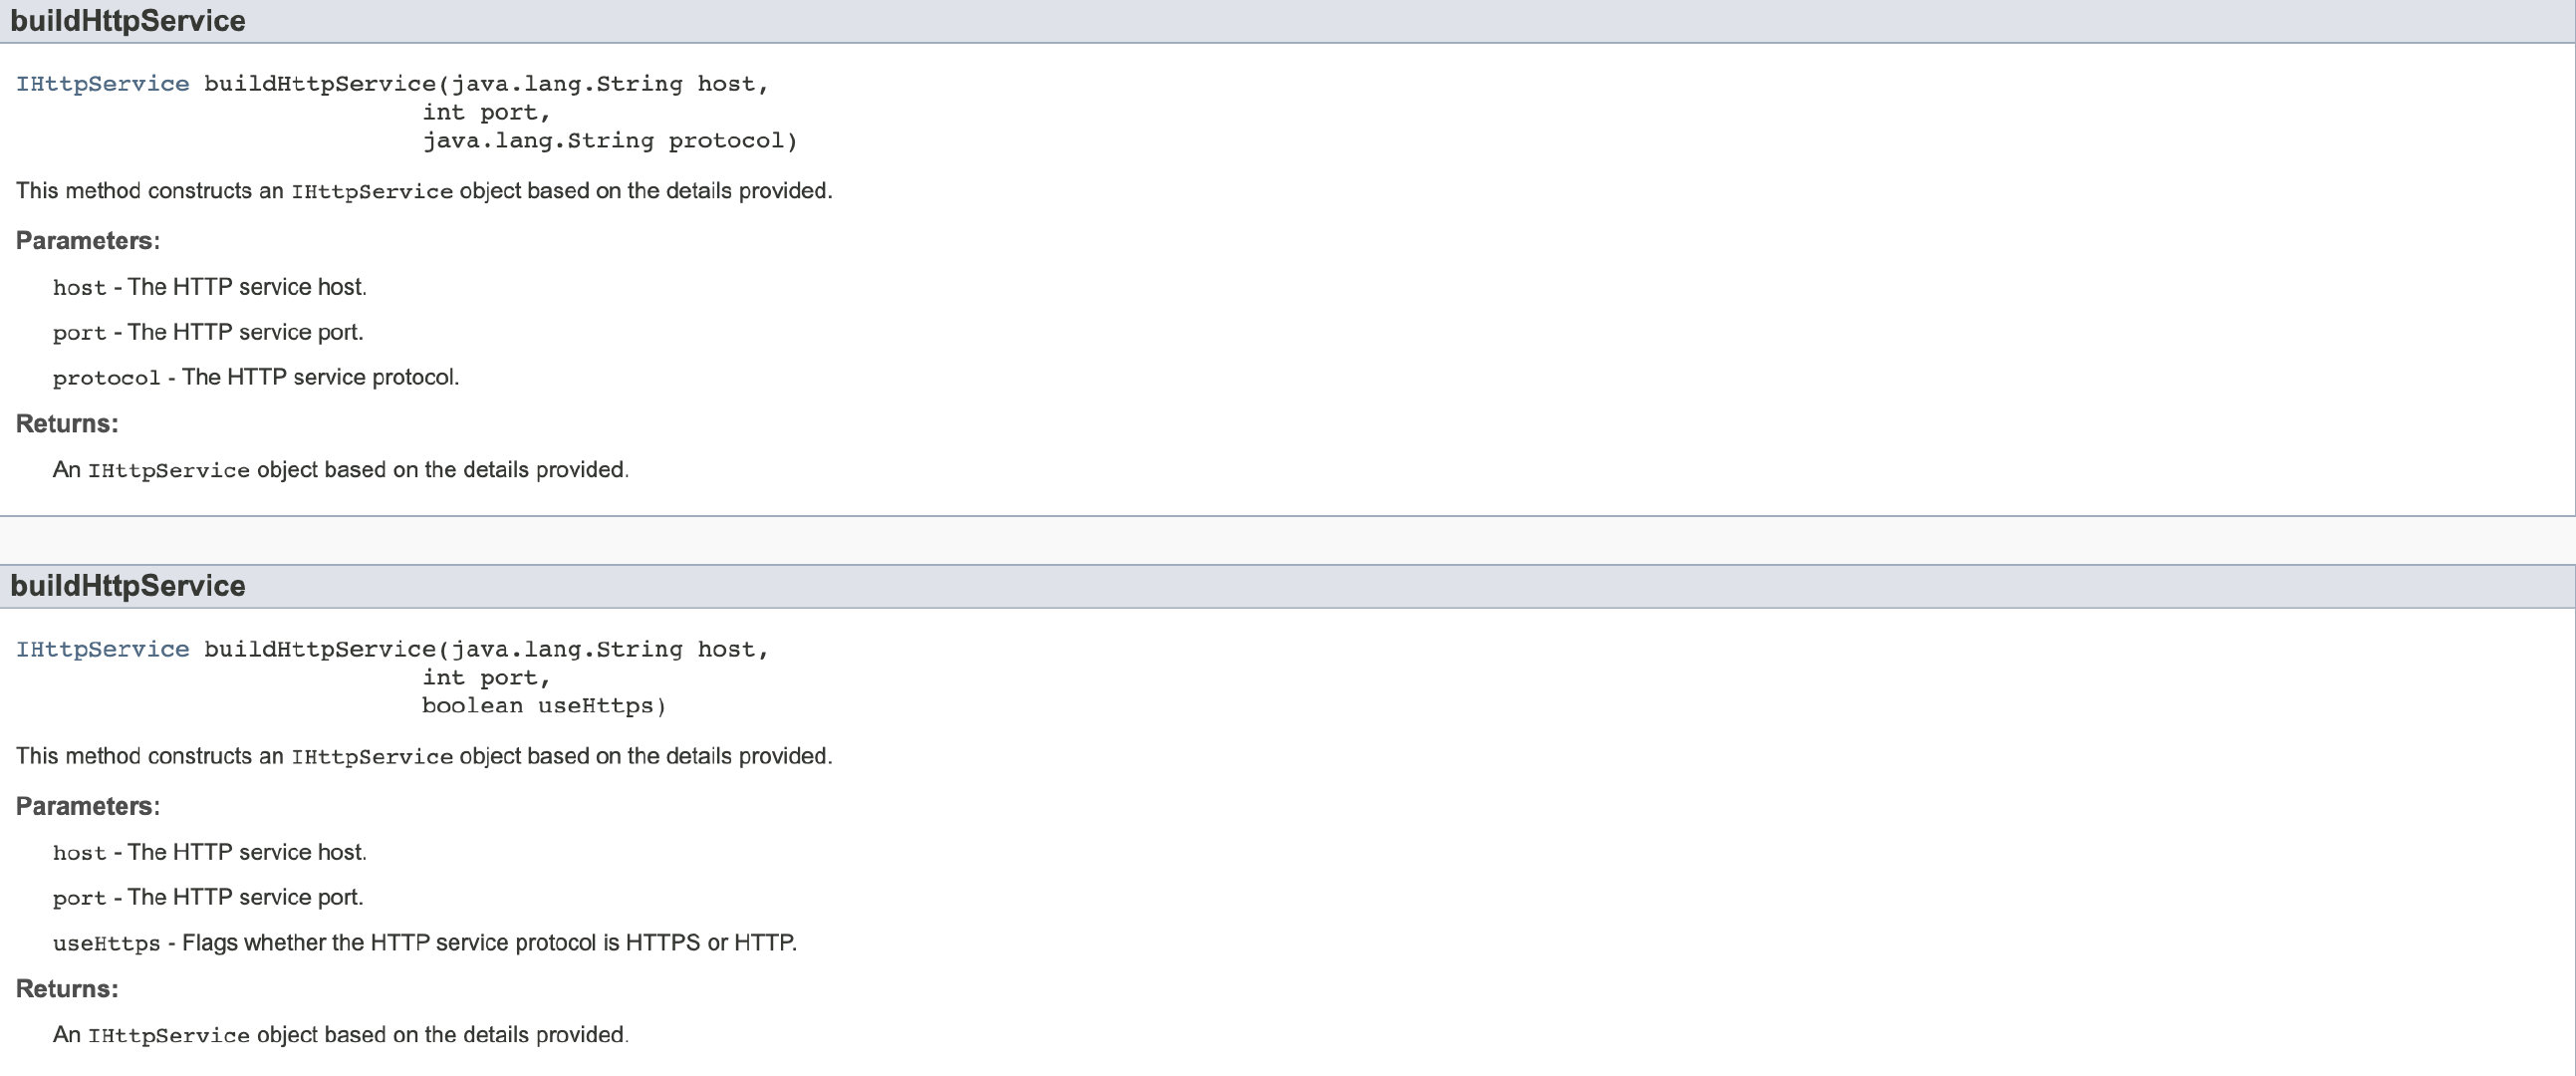 buildHttpService
IHttpService buildHttpService(java.lang.String host,
int port,
java.lang.String protocol)
This method constructs an IHttpService object based on the details provided.
Parameters:
host - The HTTP service host.
port - The HTTP service port.
protocol - The HTTP service protocol.
Returns:
An IHttpService object based on the details provided.
buildHttpService
IHttpService buildHttpService(java.lang.String host,
int port,
boolean useHttps)
This method constructs an IHttpService object based on the details provided.
Parameters:
host - The HTTP service host.
port - The HTTP service port.
useHttps - Flags whether the HTTP service protocol is HTTPS or HTTP.
Returns:
An IHttpService object based on the details provided.